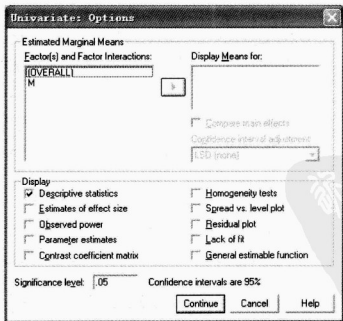 Univariate: Options
Estimated Marginal Means
Factor(s) and Factor Interactions:
(OVERALL)
M
Display Means for:
Compare main effects
Confidence interval adjustment
LSD (none)
Display
Descriptive statistics
Estimates of effect size
Observed power
Parameter estimates
Contrast coefficient matrix
Homogeneity tests
Spread vs. level plot
Residual plot
Lack of fit
General estimable function
Significance level: .05 Confidence intervals are 95%
Continue Cancel Help